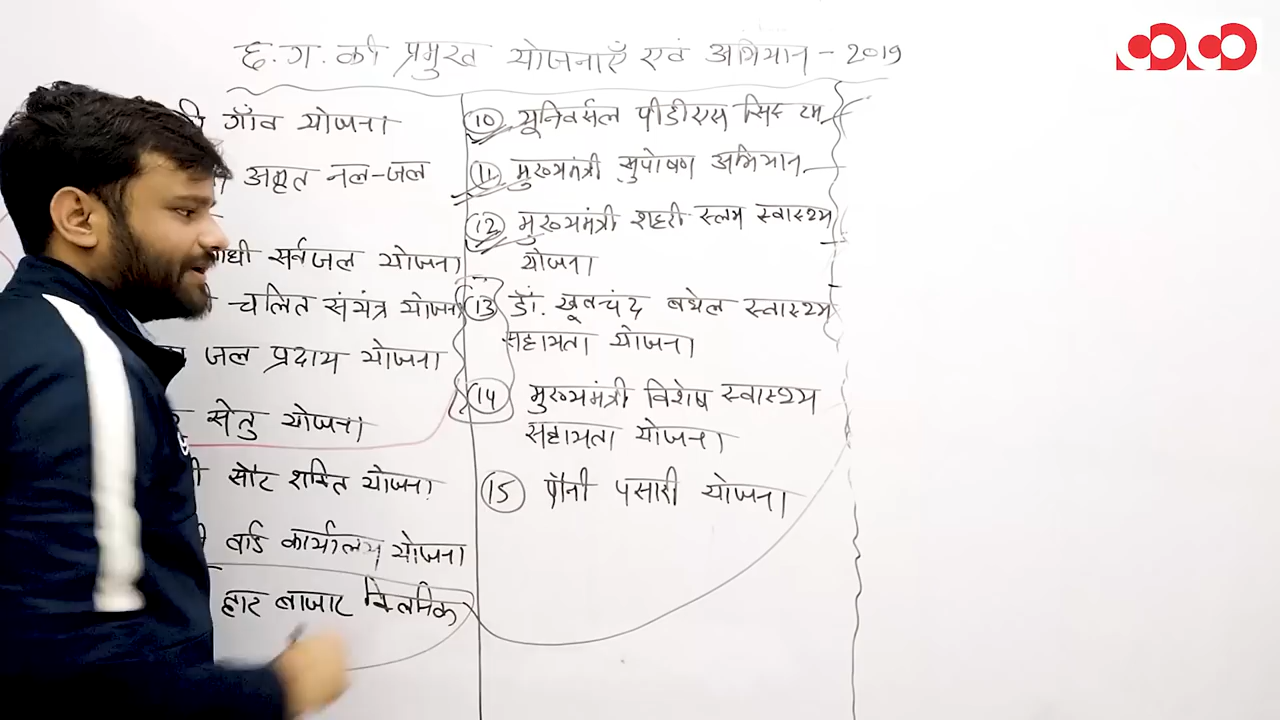 छ.ग. की प्रमुख योजनाएँ एवं अभियान - 2019
गाँव योजना
अमृत नल-जल
सर्वजल योजना
चलित संयंत्र योजना
जल प्रदाय योजना
सेतु योजना
सौर शक्ति योजना
वार्ड कार्यालय योजना
हाट बाजार क्लिनिक
10 यूनिवर्सल पीडीएस सिस्टम
11 मुख्यमंत्री सुपोषण अभियान
12 मुख्यमंत्री शहरी स्लम स्वास्थ्य
योजना
13 डॉ. खूबचंद बघेल स्वास्थ्य
सहायता योजना
14 मुख्यमंत्री विशेष स्वास्थ्य
सहायता योजना
15 पौनी पसारी योजना